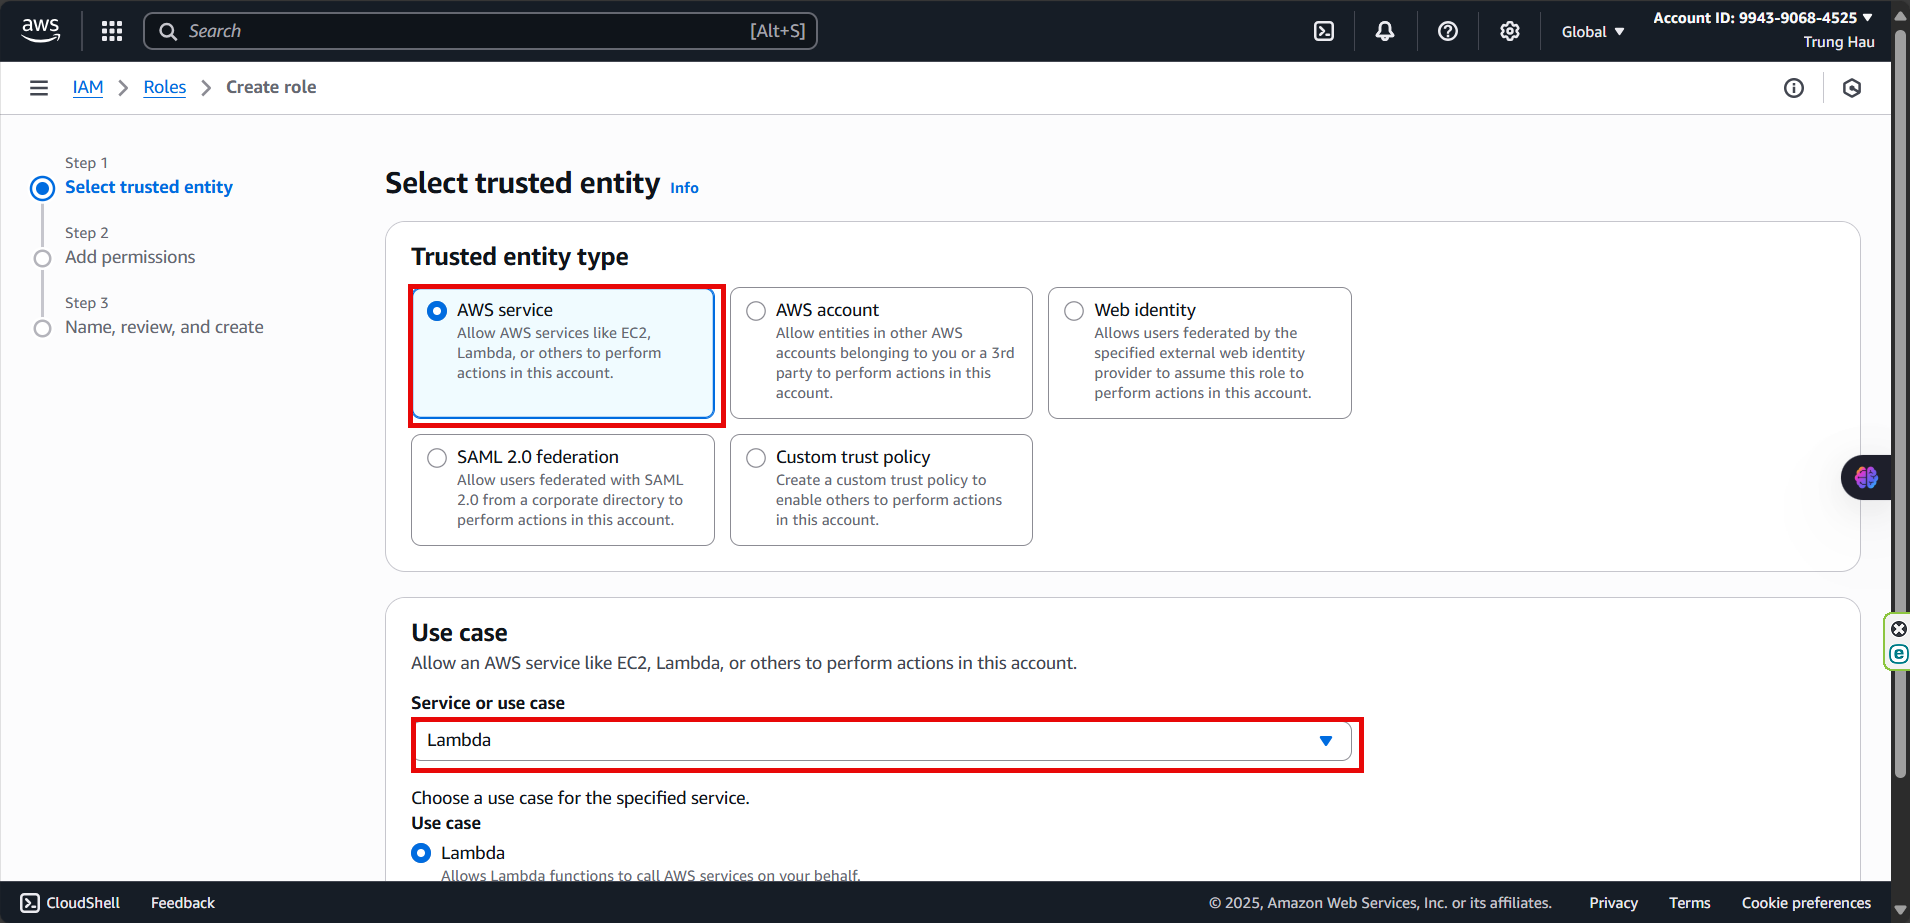 aws
Search
[Alt+S]
Global
Account ID: 9943-9068-4525
Trung Hau
IAM
Roles
Create role
Step 1
Select trusted entity
Step 2
Add permissions
Step 3
Name, review, and create
Select trusted entity Info
Trusted entity type
AWS service
Allow AWS services like EC2,
Lambda, or others to perform
actions in this account.
AWS account
Allow entities in other AWS
accounts belonging to you or a 3rd
party to perform actions in this
account.
Web identity
Allows users federated by the
specified external web identity
provider to assume this role to
perform actions in this account.
SAML 2.0 federation
Allow users federated with SAML
2.0 from a corporate directory to
perform actions in this account.
Custom trust policy
Create a custom trust policy to
enable others to perform actions
in this account.
Use case
Allow an AWS service like EC2, Lambda, or others to perform actions in this account.
Service or use case
Lambda
Choose a use case for the specified service.
Use case
Lambda
Allows Lambda functions to call AWS services on your behalf.
CloudShell
Feedback
© 2025, Amazon Web Services, Inc. or its affiliates.
Privacy
Terms
Cookie preferences